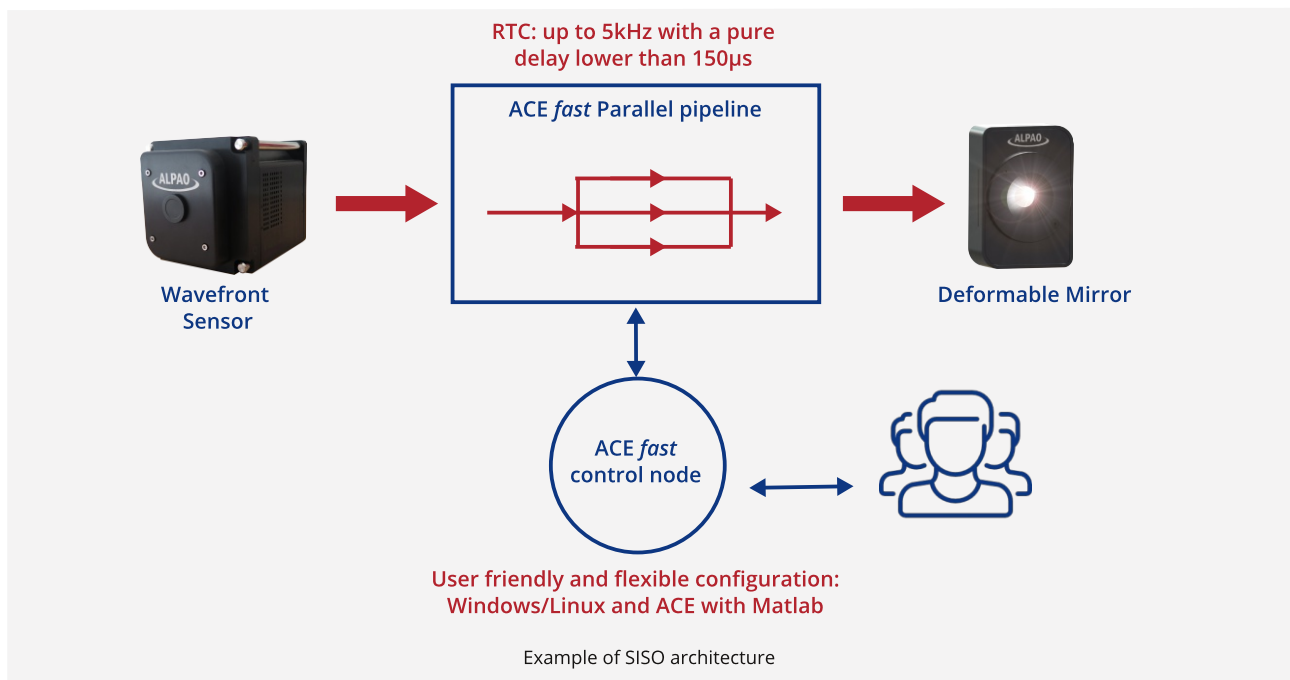 RTC: up to 5kHz with a pure
delay lower than 150µs
ACE fast Parallel pipeline
ALPAO
ALPAO
Wavefront
Sensor
Deformable Mirror
ACE fast
control node
User friendly and flexible configuration:
Windows/Linux and ACE with Matlab
Example of SISO architecture